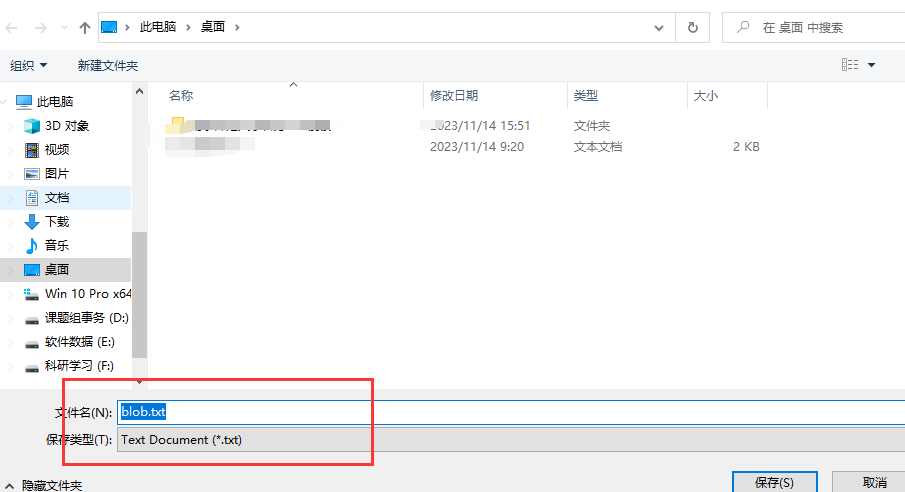 此电脑 › 桌面 ›
在 桌面 中搜索
组织 新建文件夹
名称 修改日期 类型 大小
2023/11/14 15:51 文件夹
2023/11/14 9:20 文本文档 2 KB
此电脑
3D 对象
视频
图片
文档
下载
音乐
桌面
Win 10 Pro x64
课题组事务 (D:)
软件数据 (E:)
科研学习 (F:)
文件名(N): blob.txt
保存类型(T): Text Document (*.txt)
隐藏文件夹
保存(S) 取消